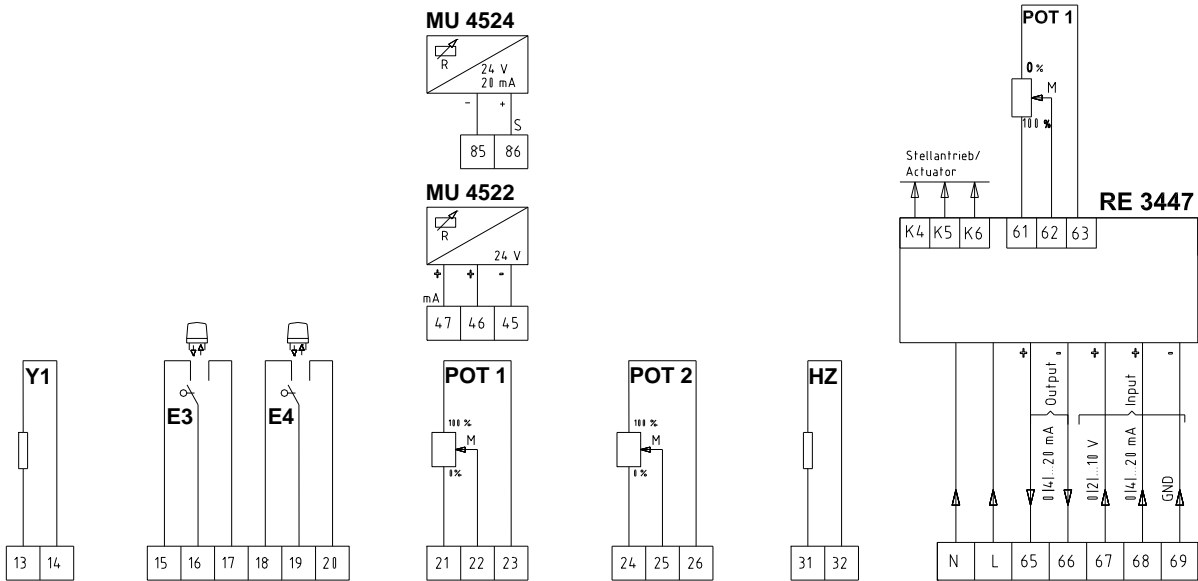 MU 4524
R
24 V
20 mA
- +
S
85 86
MU 4522
R
24 V
+ + -
mA
47 46 45
POT 1
0 %
M
100 %
Stellantrieb/
Actuator
RE 3447
K4 K5 K6 61 62 63
Y1
13 14
E3 E4
15 16 17 18 19 20
POT 1
100 %
M
0 %
21 22 23
POT 2
100 %
M
0 %
24 25 26
HZ
31 32
+ - + + -
Output
Input
0(4)...20 mA
0(2)...10 V
0(4)...20 mA
GND
N L 65 66 67 68 69